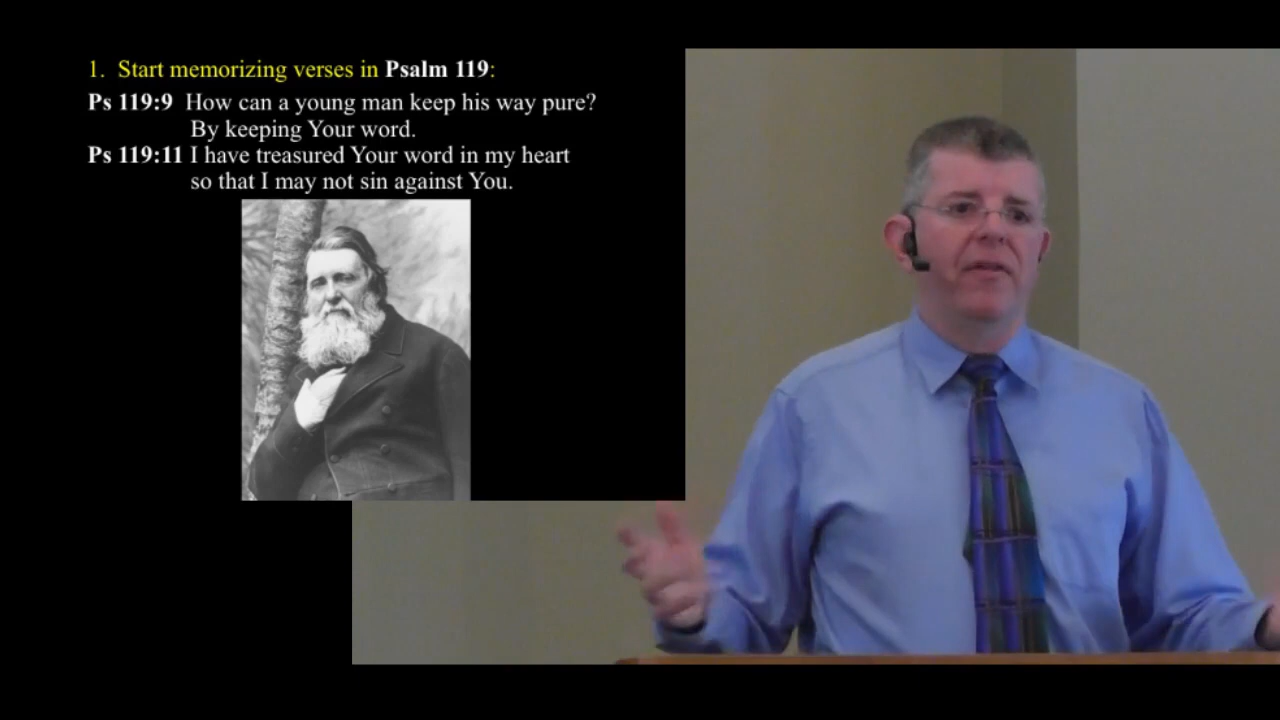 1. Start memorizing verses in Psalm 119:
Ps 119:9 How can a young man keep his way pure?
By keeping Your word.
Ps 119:11 I have treasured Your word in my heart
so that I may not sin against You.